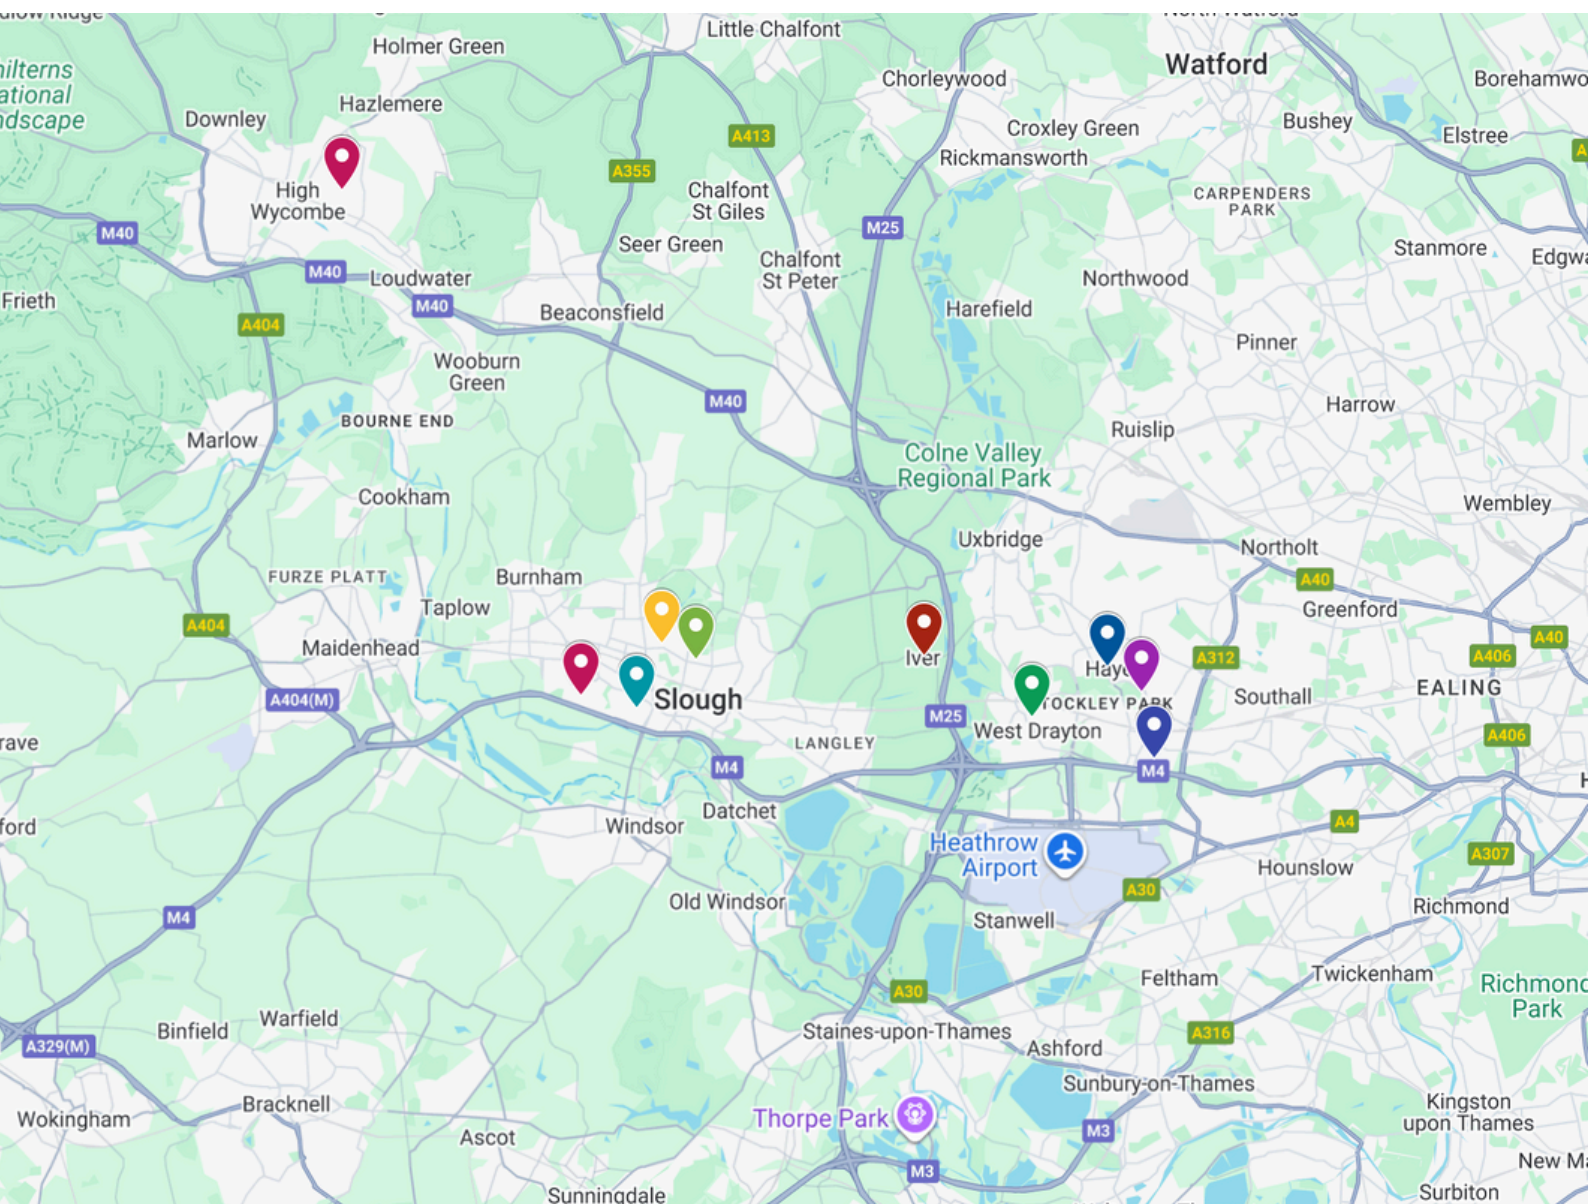 Holmer Green
Little Chalfont
Chorleywood
Watford
Borehamwo
Hazlemere
Downley
A413
Croxley Green
Bushey
Elstree
Rickmansworth
A355
High
Wycombe
Chalfont
St Giles
CARPENDERS
PARK
M40
M25
Seer Green
Stanmore
Edgwa
Chalfont
St Peter
M40
Loudwater
Northwood
Frieth
M40
Beaconsfield
Harefield
A404
Pinner
Wooburn
Green
M40
Harrow
BOURNE END
Marlow
Ruislip
Colne Valley
Regional Park
Cookham
Wembley
Uxbridge
Northolt
FURZE PLATT
Burnham
A40
Taplow
Greenford
A404
A40
Maidenhead
Iver
A312
A406
Southall
EALING
A404(M)
Slough
TOCKLEY PARK
M25
West Drayton
LANGLEY
A406
M4
M4
Datchet
Windsor
A4
Heathrow
Airport
A307
Hounslow
A30
Old Windsor
Richmond
M4
Stanwell
Feltham
Twickenham
A30
Richmond
Park
Binfield
Warfield
Staines-upon-Thames
A316
A329(M)
Ashford
Sunbury-on-Thames
Bracknell
Wokingham
Thorpe Park
Kingston
upon Thames
M3
Ascot
M3
New Ma
Sunningdale
Surbiton